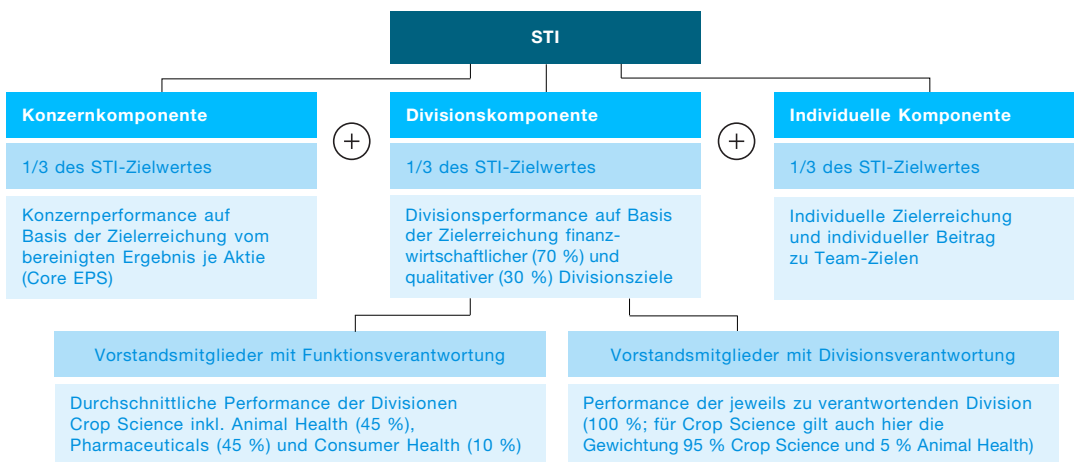 STI
Konzernkomponente
1/3 des STI-Zielwertes
Konzernperformance auf
Basis der Zielerreichung vom
bereinigten Ergebnis je Aktie
(Core EPS)
+
Divisionskomponente
1/3 des STI-Zielwertes
Divisionsperformance auf Basis
der Zielerreichung finanz-
wirtschaftlicher (70 %) und
qualitativer (30 %) Divisionsziele
+
Individuelle Komponente
1/3 des STI-Zielwertes
Individuelle Zielerreichung
und individueller Beitrag
zu Team-Zielen
Vorstandsmitglieder mit Funktionsverantwortung
Durchschnittliche Performance der Divisionen
Crop Science inkl. Animal Health (45 %),
Pharmaceuticals (45 %) und Consumer Health (10 %)
Vorstandsmitglieder mit Divisionsverantwortung
Performance der jeweils zu verantwortenden Division
(100 %; für Crop Science gilt auch hier die
Gewichtung 95 % Crop Science und 5 % Animal Health)